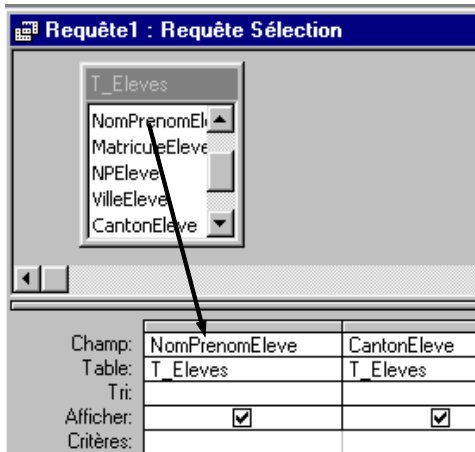 Requête1 : Requête Sélection
T_Eleves
NomPrenomEl
MatriculeEleve
NPEleve
VilleEleve
CantonEleve
Champ: NomPrenomEleve CantonEleve
Table: T_Eleves T_Eleves
Tri:
Afficher:
Critères: